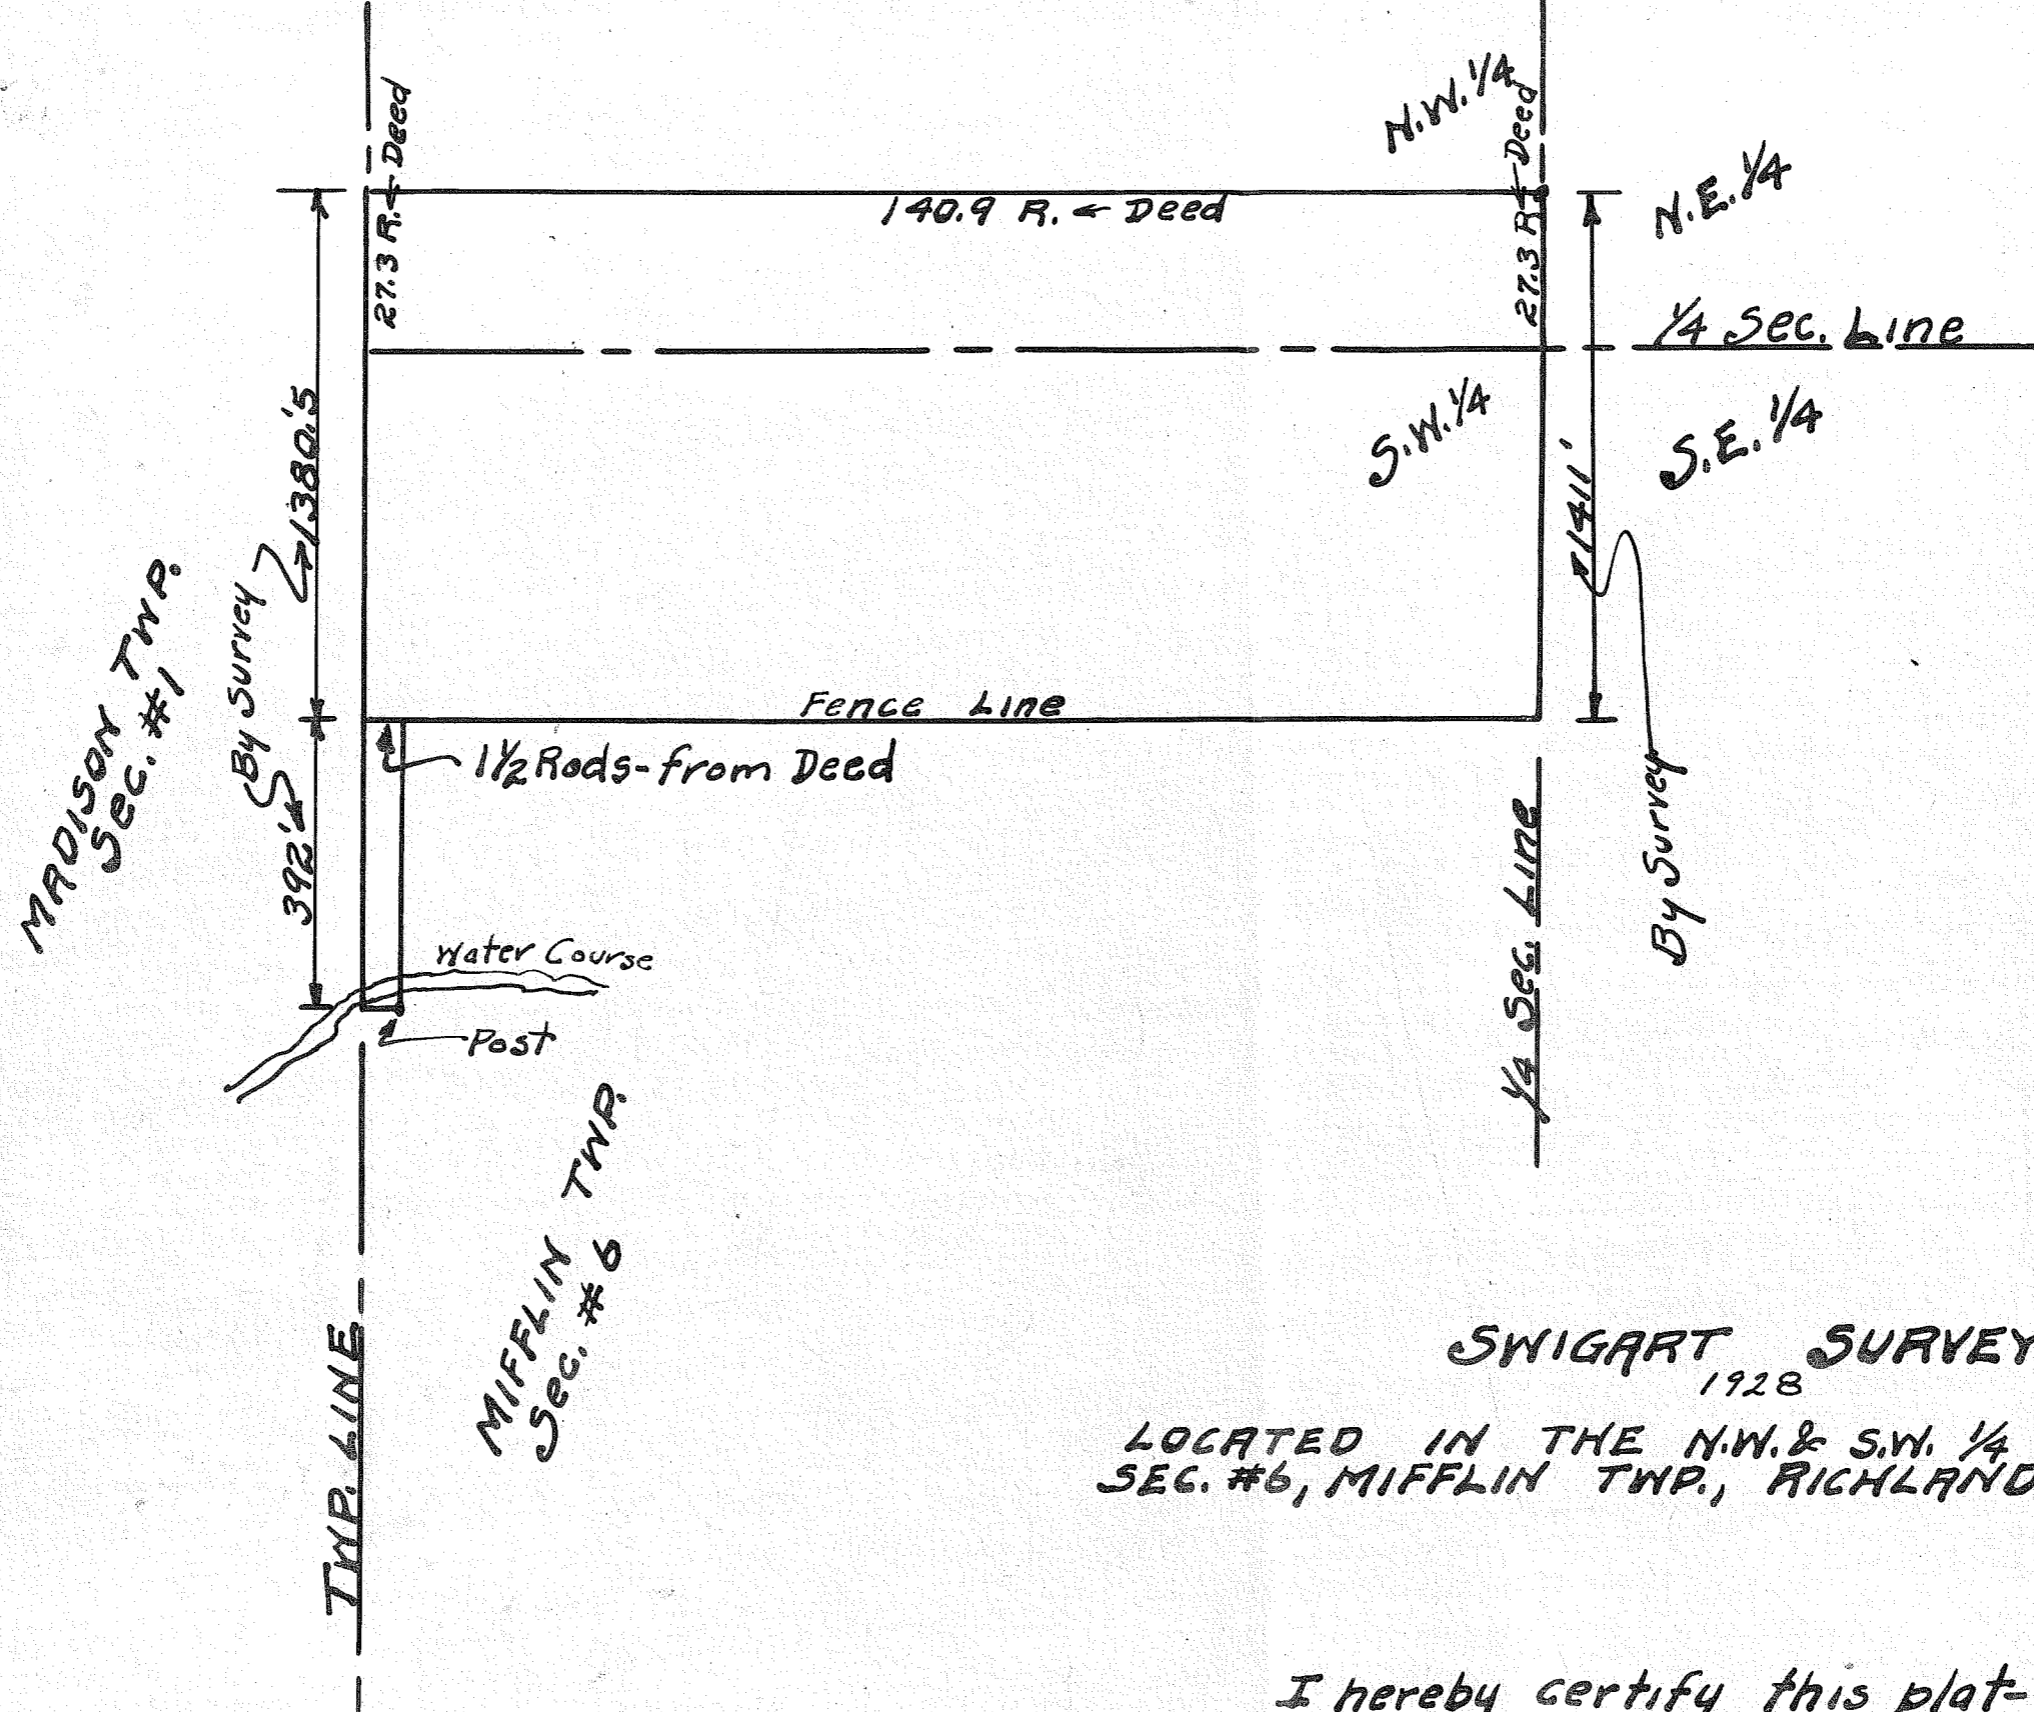 N.W. 1/4
27.3 R. ← Deed
27.3 R. ← Deed
140.9 R. ← Deed
N.E. 1/4
1/4 Sec. Line
S.W. 1/4
S.E. 1/4
1380.'5
1411'
By Survey
MADISON TWP.
Sec. #1
Fence Line
1 1/2 Rods-from Deed
392'
1/4 Sec. Line
By Survey
Water Course
Post
MIFFLIN TWP.
Sec. #6
TWP. LINE
SWIGART SURVEY
1928
LOCATED IN THE N.W. & S.W. 1/4
SEC. #6, MIFFLIN TWP., RICHLAND
I hereby certify this plat-